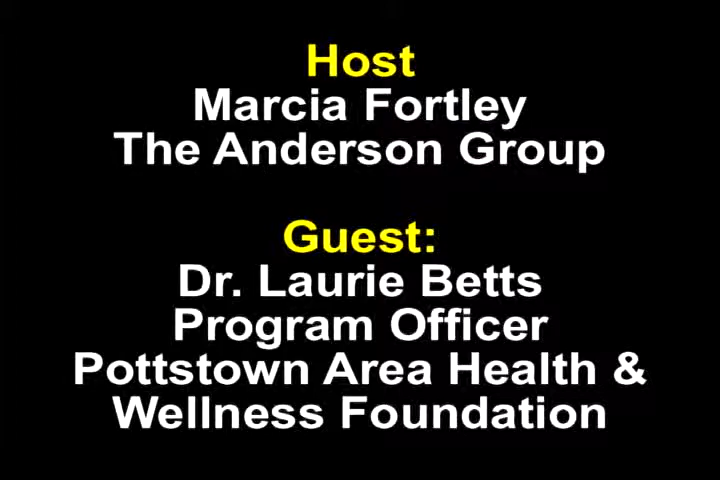 Host
Marcia Fortley
The Anderson Group
Guest:
Dr. Laurie Betts
Program Officer
Pottstown Area Health &
Wellness Foundation